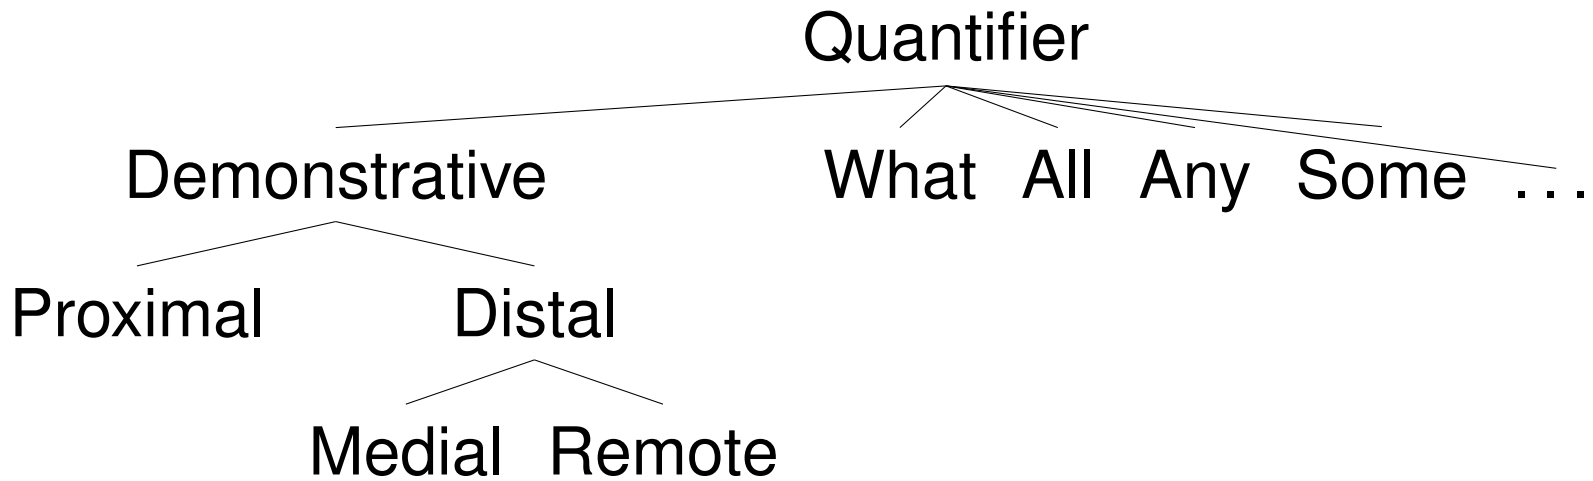 Quantifier
Demonstrative What All Any Some ...
Proximal Distal
Medial Remote